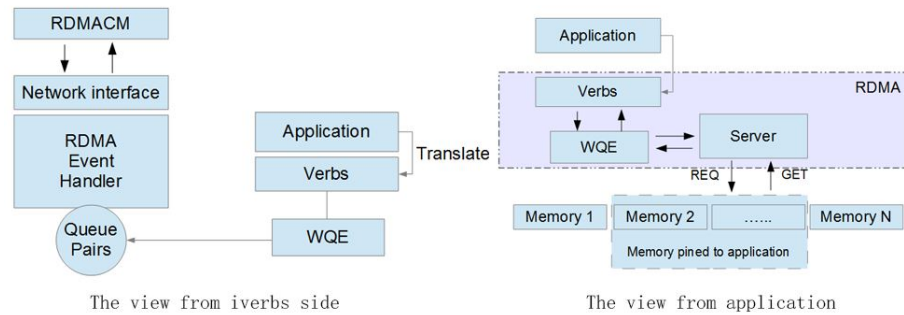 RDMACM
Network interface
RDMA
Event
Handler
Queue
Pairs
Application
Translate
Verbs
WQE
The view from iverbs side
Application
RDMA
Verbs
WQE
Server
REQ
GET
Memory 1
Memory 2
......
Memory N
Memory pined to application
The view from application